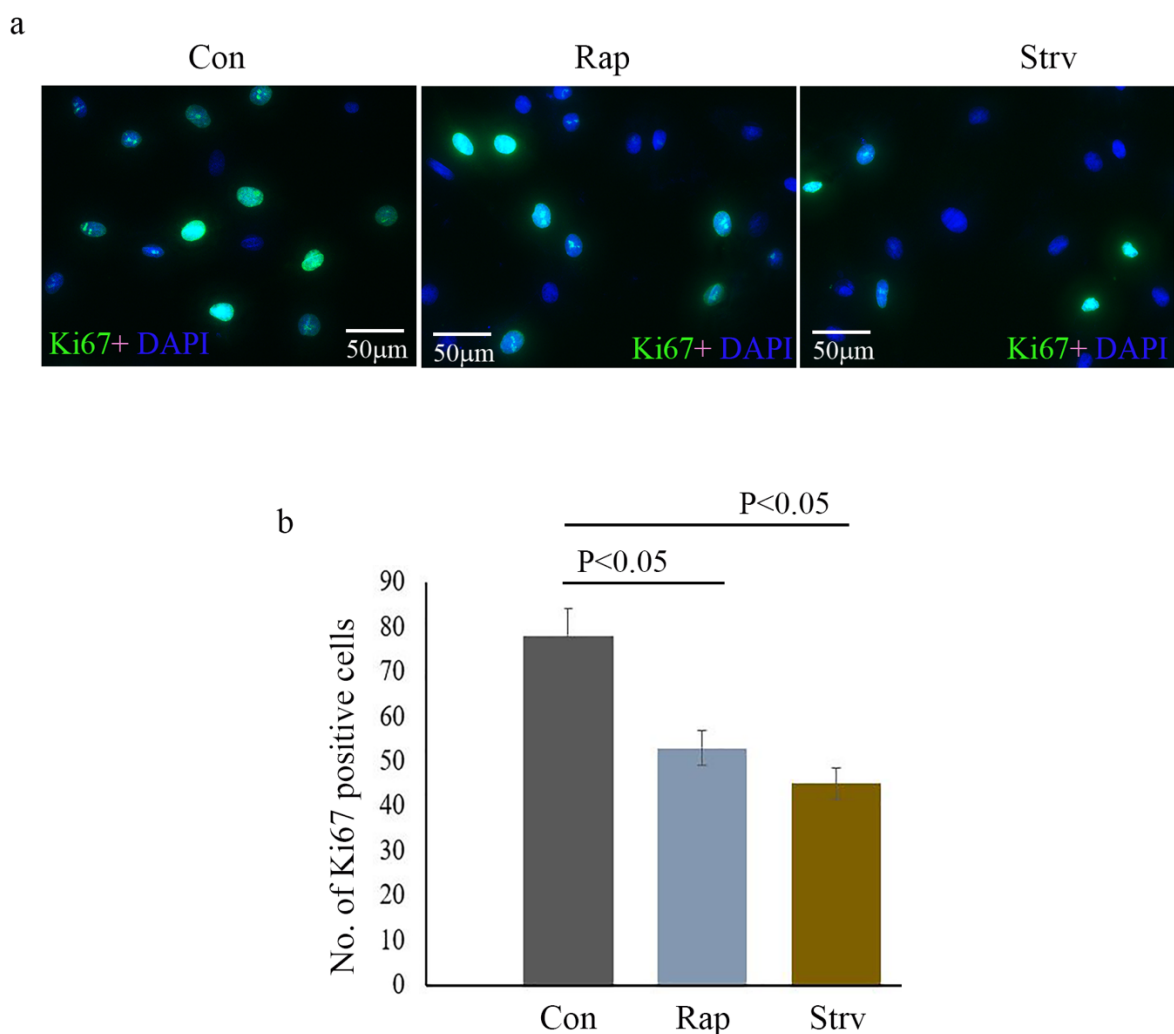 a
Con
Rap
Strv
Ki67+ DAPI
50µm
50µm
Ki67+ DAPI
50µm
Ki67+ DAPI
b
P<0.05
P<0.05
No. of Ki67 positive cells
90
80
70
60
50
40
30
20
10
0
Con
Rap
Strv